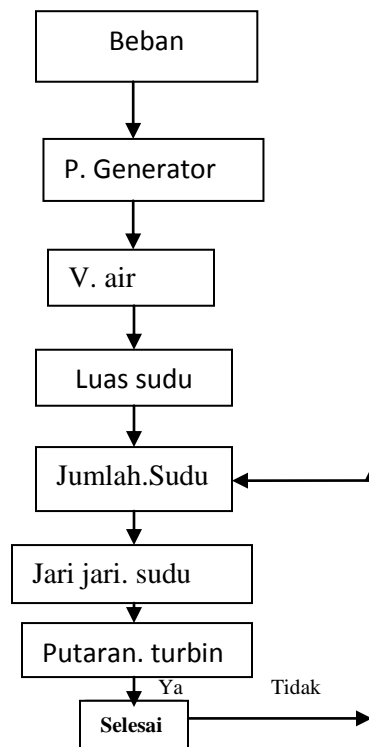 Beban
P. Generator
V. air
Luas sudu
Jumlah.Sudu
Jari jari. sudu
Putaran. turbin
Ya Tidak
Selesai